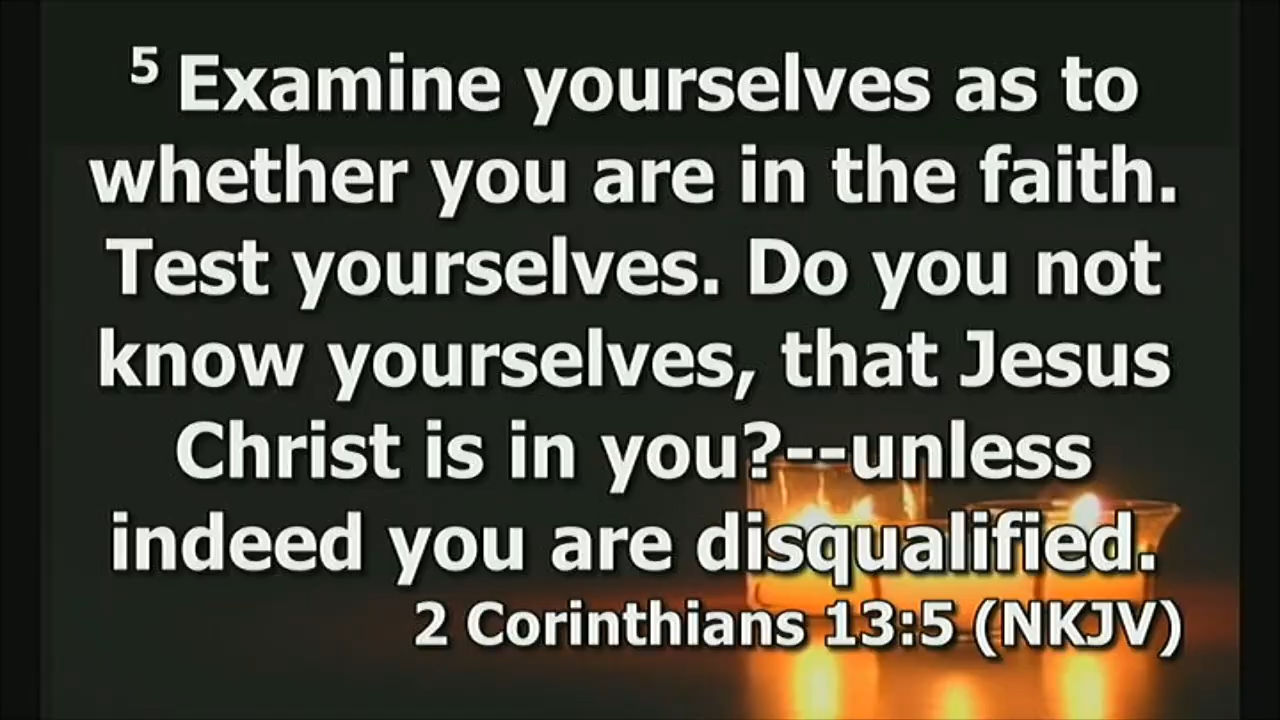 5 Examine yourselves as to
whether you are in the faith.
Test yourselves. Do you not
know yourselves, that Jesus
Christ is in you?--unless
indeed you are disqualified.
2 Corinthians 13:5 (NKJV)